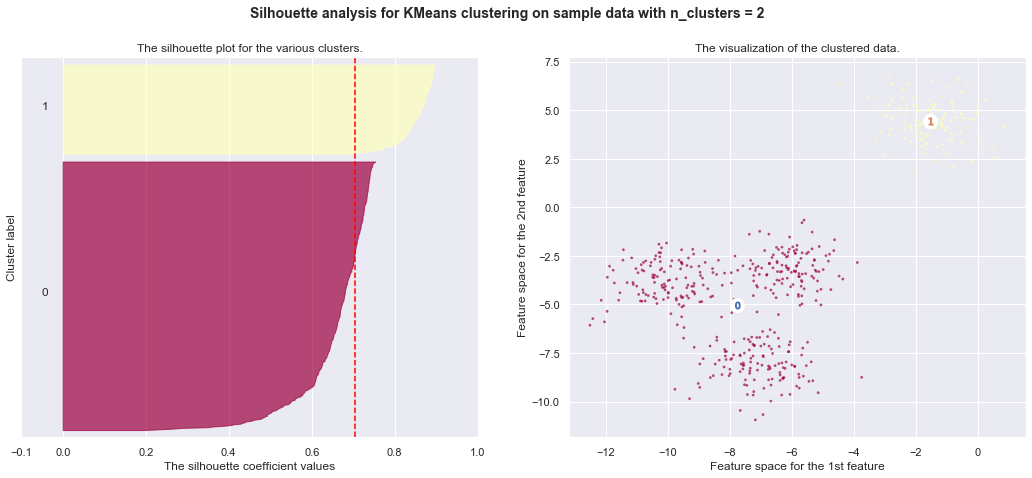 Silhouette analysis for KMeans clustering on sample data with n_clusters = 2
The silhouette plot for the various clusters.
1
0
Cluster label
−0.1 0.0 0.2 0.4 0.6 0.8 1.0
The silhouette coefficient values
The visualization of the clustered data.
7.5
5.0
2.5
0.0
−2.5
−5.0
−7.5
−10.0
Feature space for the 2nd feature
1
0
−12 −10 −8 −6 −4 −2 0
Feature space for the 1st feature